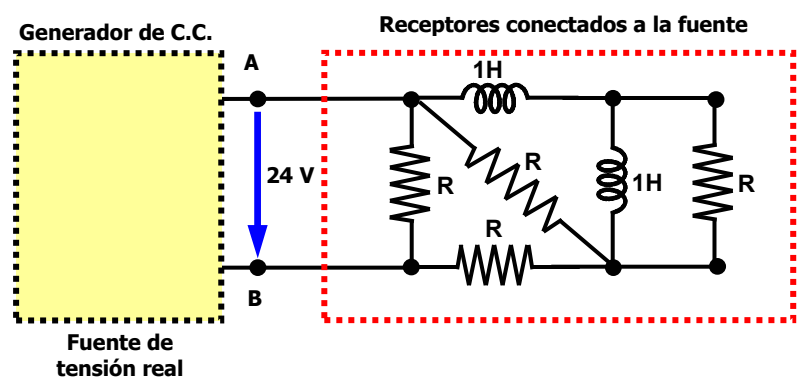 Generador de C.C.
Receptores conectados a la fuente
A
1H
24 V
R
R
1H
R
R
B
Fuente de
tensión real